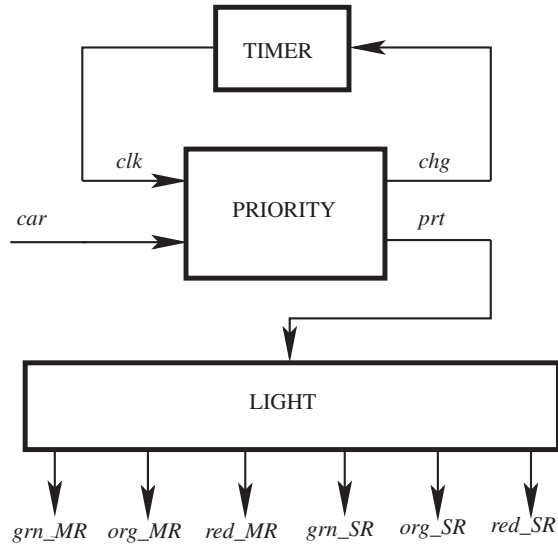 TIMER
clk
chg
car
PRIORITY
prt
LIGHT
grn_MR org_MR red_MR grn_SR org_SR red_SR